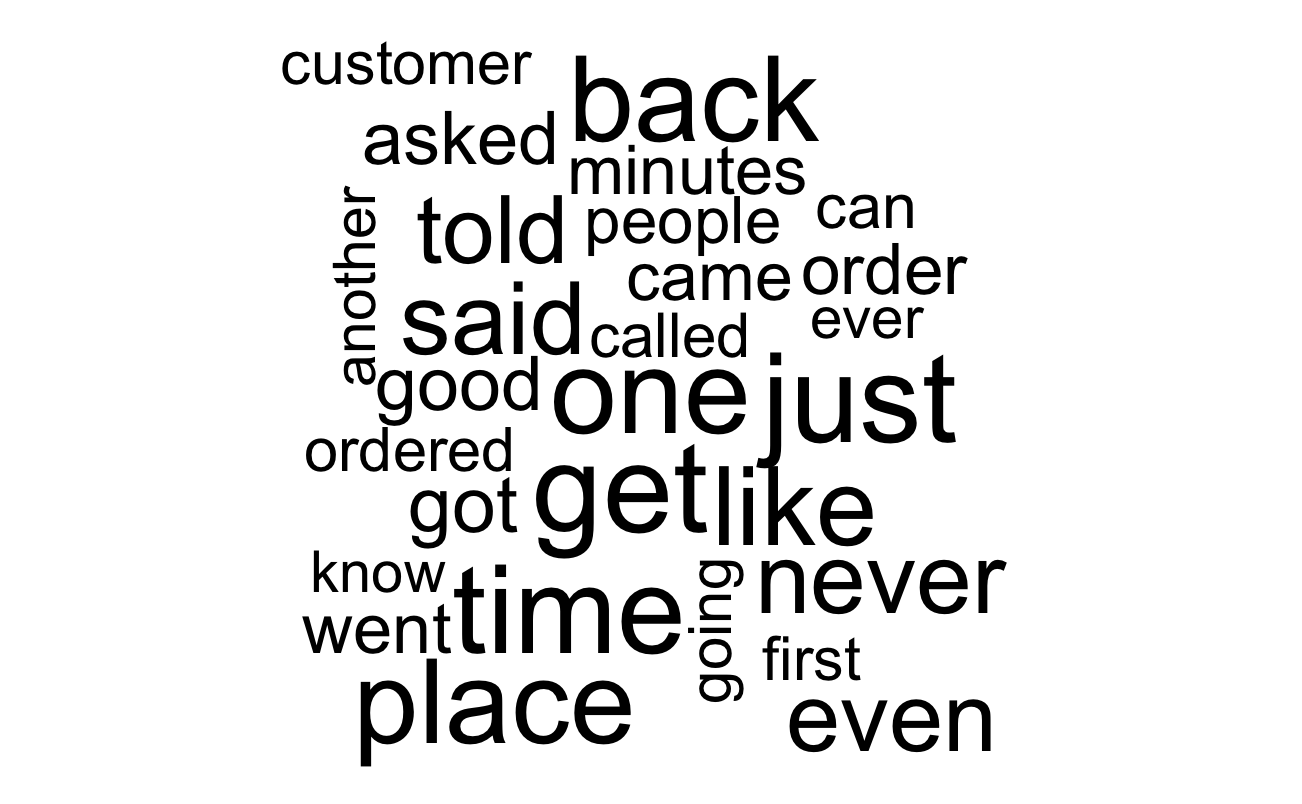 customer
back
asked
minutes
another
told
people
can
came
order
said
called
ever
good
one
just
ordered
got
get
like
know
time
going
never
went
first
place
even